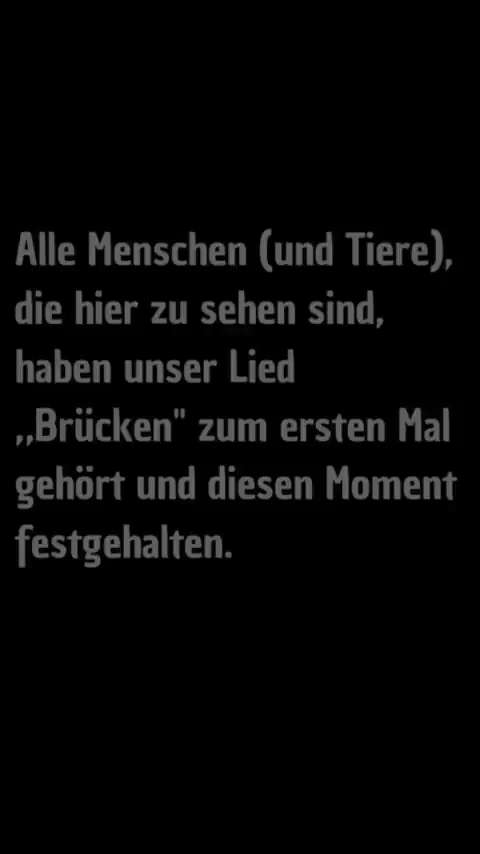 Alle Menschen (und Tiere),
die hier zu sehen sind,
haben unser Lied
,,Brücken" zum ersten Mal
gehört und diesen Moment
festgehalten.